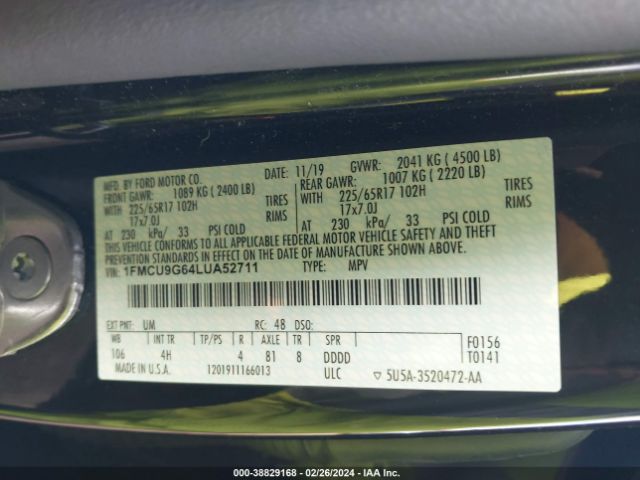 MFD. BY FORD MOTOR CO.
DATE: 11/19 GVWR: 2041 KG ( 4500 LB)
FRONT GAWR: 1089 KG ( 2400 LB) REAR GAWR: 1007 KG ( 2220 LB)
WITH 225/65R17 102H TIRES WITH 225/65R17 102H TIRES
17x7.0J RIMS 17x7.0J RIMS
AT 230 kPa/ 33 PSI COLD AT 230 kPa/ 33 PSI COLD
THIS VEHICLE CONFORMS TO ALL APPLICABLE FEDERAL MOTOR VEHICLE SAFETY AND THEFT
PREVENTION STANDARDS IN EFFECT ON THE DATE OF MANUFACTURE SHOWN ABOVE.
VIN: 1FMCU9G64LUA52711 TYPE: MPV
EXT PNT: UM RC: 48 DSO:
WB INT TR TP/PS R AXLE TR SPR F0156
106 4H 4 81 8 DDDD T0141
MADE IN U.S.A. 1201911166013 ULC ▽ 5U5A-3520472-AA
000-38829168 - 02/26/2024 - IAA Inc.